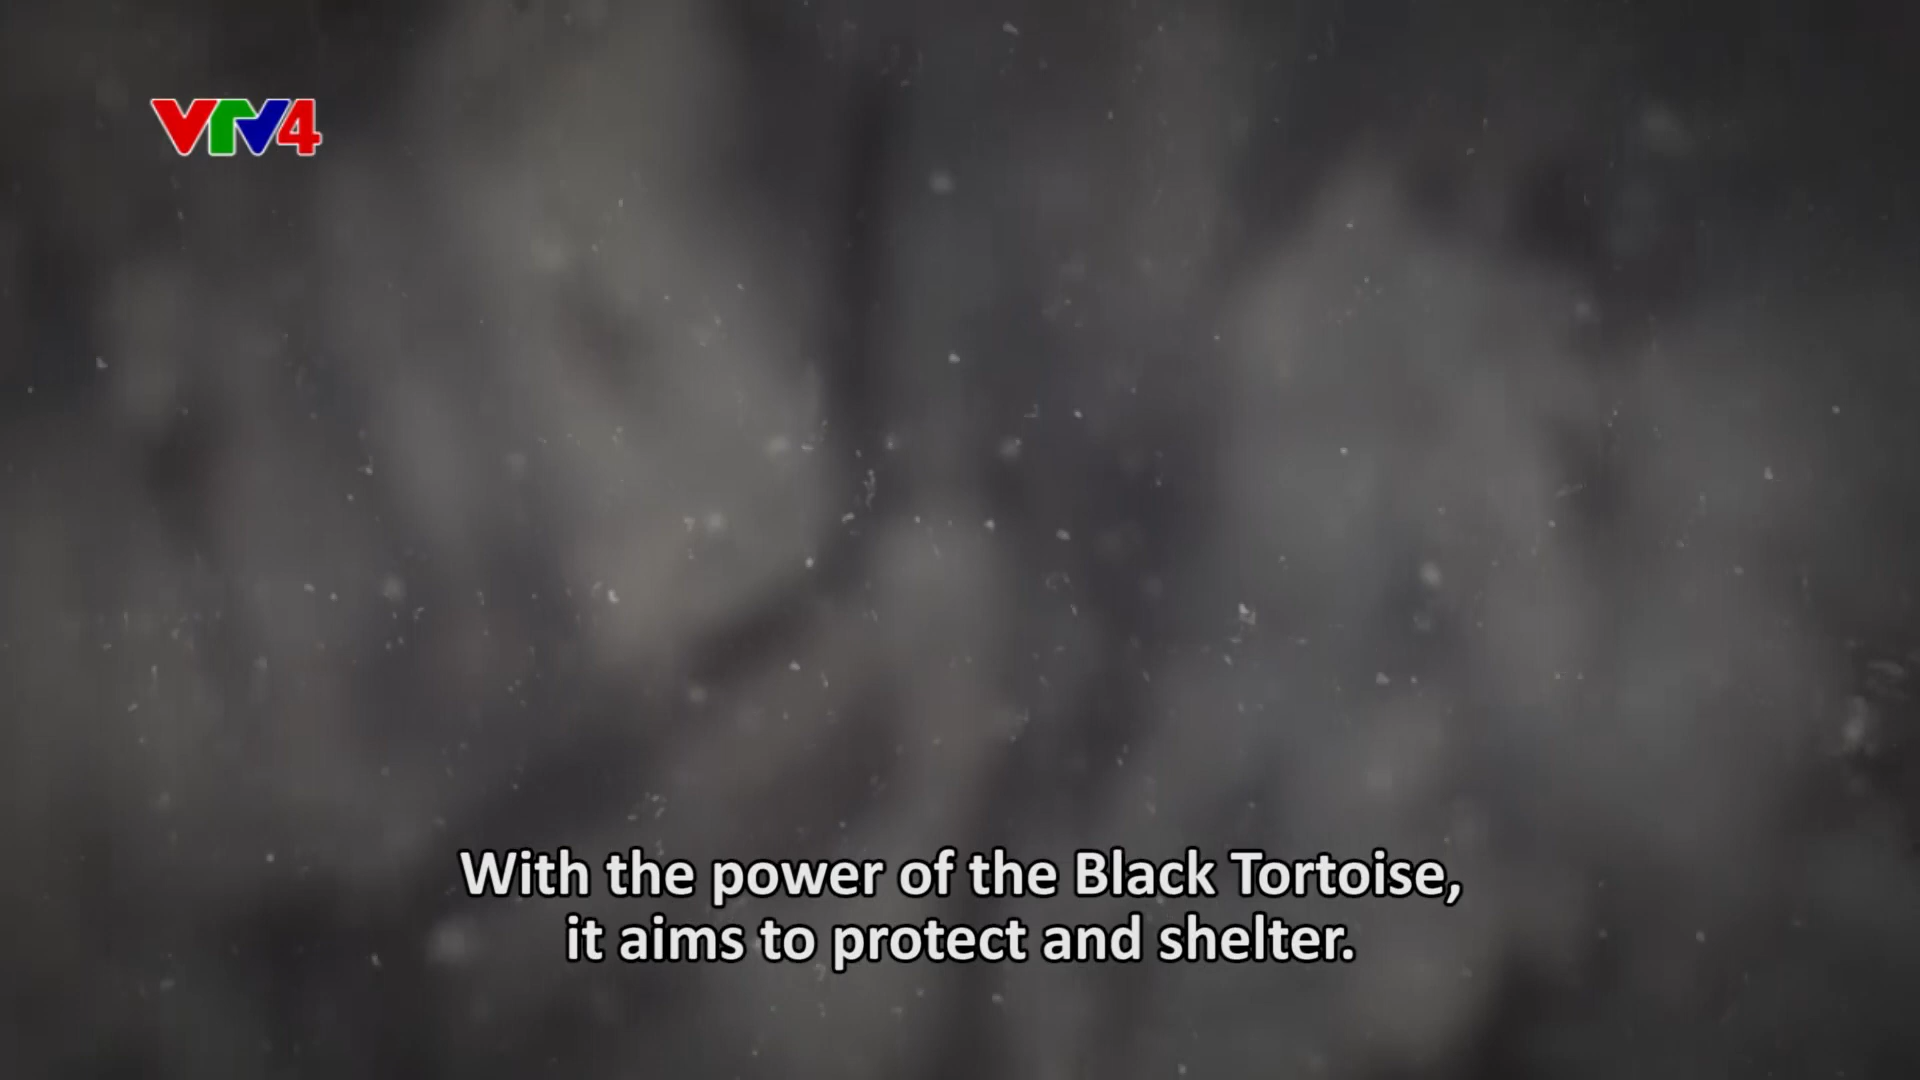 VTV4
With the power of the Black Tortoise,
it aims to protect and shelter.